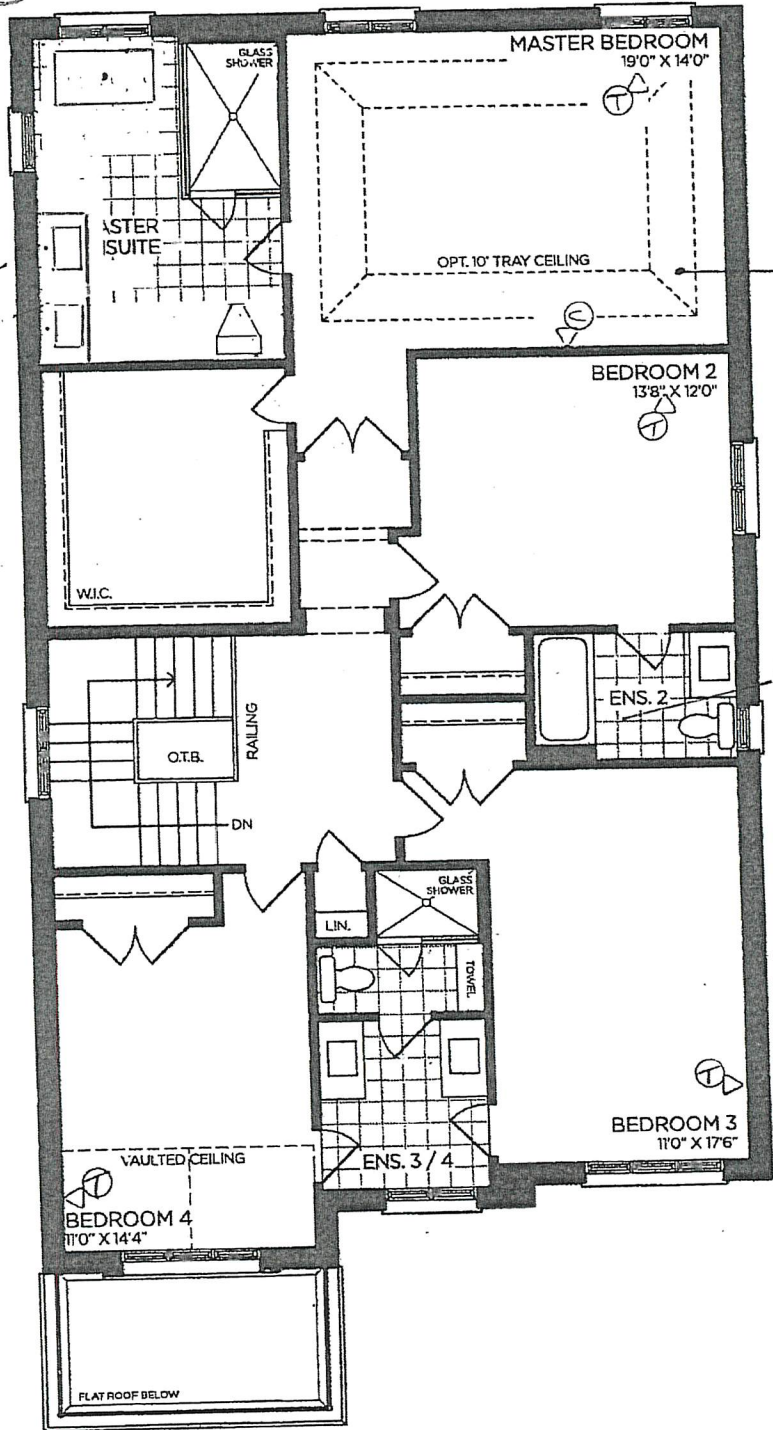 GLASS
SHOWER
MASTER BEDROOM
19'0" X 14'0"
T
ASTER
SUITE
OPT. 10' TRAY CEILING
C
BEDROOM 2
13'8" X 12'0"
T
W.I.C.
ENS. 2
RAILING
O.T.B.
DN
GLASS
SHOWER
LIN.
TOWEL
T
BEDROOM 3
11'0" X 17'6"
VAULTED CEILING
ENS. 3 / 4
T
BEDROOM 4
11'0" X 14'4"
FLAT ROOF BELOW